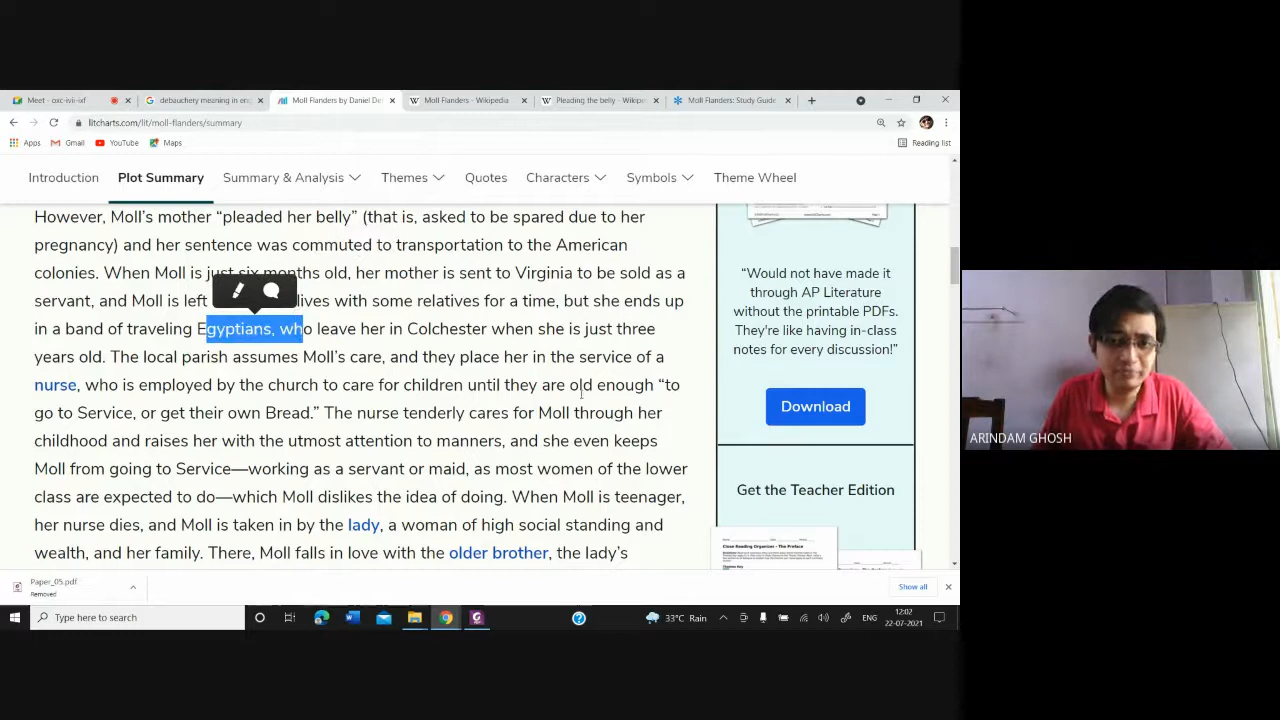 Meet - oxc-ivii-ixf
debauchery meaning in en
Moll Flanders by Daniel De
Moll Flanders - Wikipedia
Pleading the belly - Wikipe
Moll Flanders: Study Guide
litcharts.com/lit/moll-flanders/summary
Apps Gmail YouTube Maps Reading list
Introduction Plot Summary Summary & Analysis Themes Quotes Characters Symbols Theme Wheel
However, Moll's mother “pleaded her belly” (that is, asked to be spared due to her
pregnancy) and her sentence was commuted to transportation to the American
colonies. When Moll is just six months old, her mother is sent to Virginia to be sold as a
servant, and Moll is left lives with some relatives for a time, but she ends up
in a band of traveling Egyptians, who leave her in Colchester when she is just three
years old. The local parish assumes Moll's care, and they place her in the service of a
nurse, who is employed by the church to care for children until they are old enough “to
go to Service, or get their own Bread.” The nurse tenderly cares for Moll through her
childhood and raises her with the utmost attention to manners, and she even keeps
Moll from going to Service—working as a servant or maid, as most women of the lower
class are expected to do—which Moll dislikes the idea of doing. When Moll is teenager,
her nurse dies, and Moll is taken in by the lady, a woman of high social standing and
wealth, and her family. There, Moll falls in love with the older brother, the lady's
“Would not have made it
through AP Literature
without the printable PDFs.
They're like having in-class
notes for every discussion!”
Download
Get the Teacher Edition
Close Reading Organizer - The Preface
ARINDAM GHOSH
Paper_05.pdf
Removed
Show all
Type here to search
33°C Rain
ENG
12:02
22-07-2021